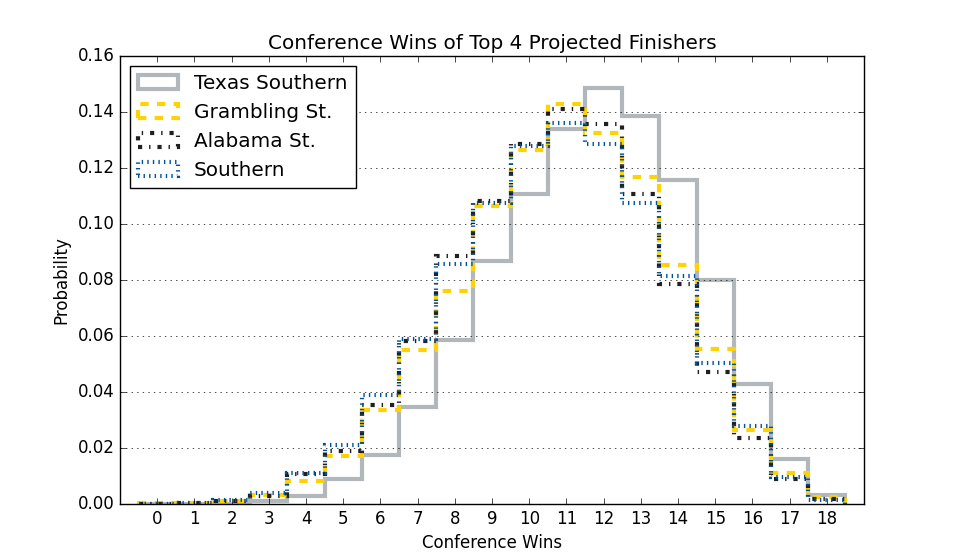 Conference Wins of Top 4 Projected Finishers
Texas Southern
Grambling St.
Alabama St.
Southern
Probability
0.16
0.14
0.12
0.10
0.08
0.06
0.04
0.02
0.00
0 1 2 3 4 5 6 7 8 9 10 11 12 13 14 15 16 17 18
Conference Wins